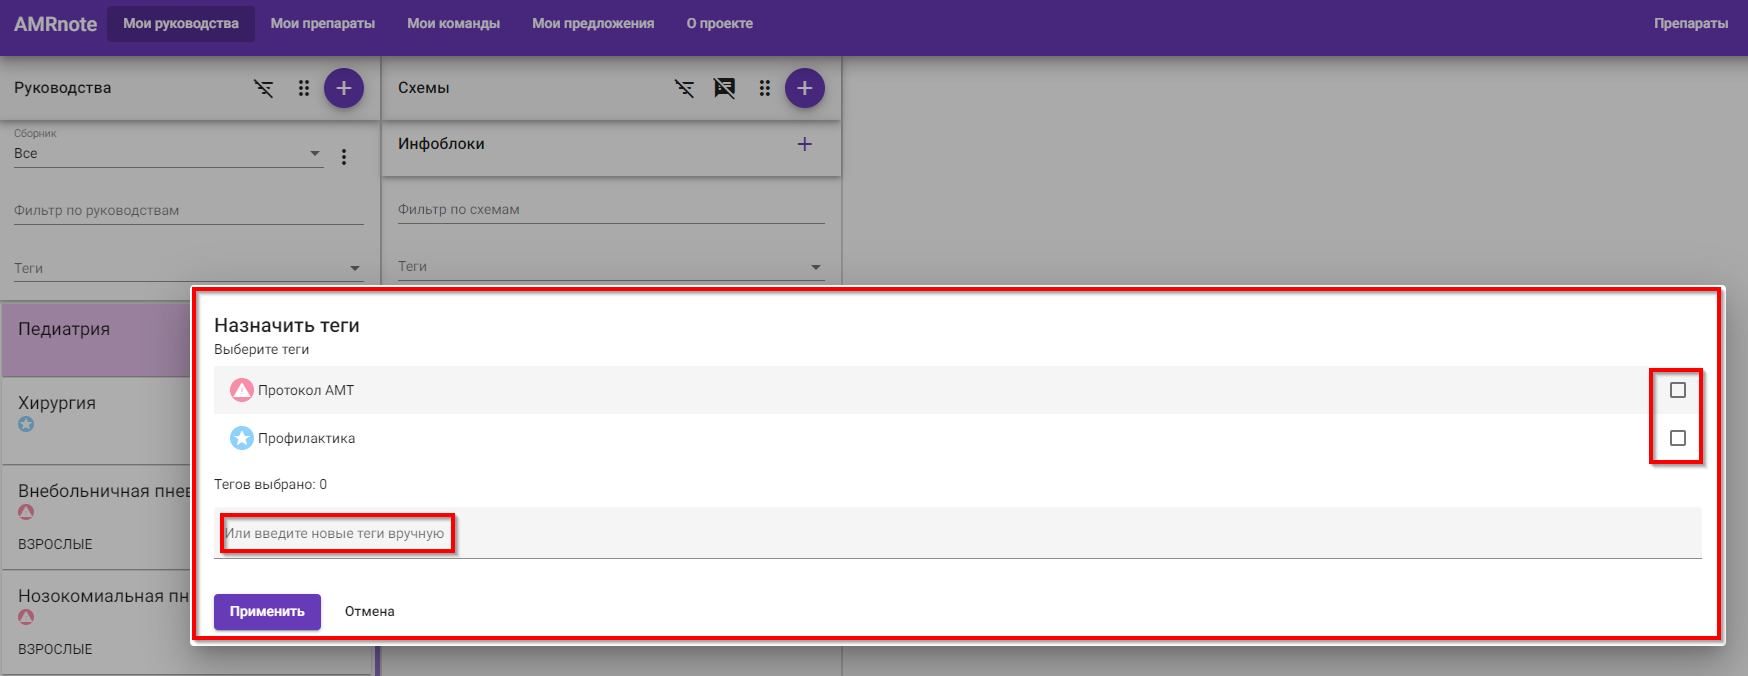 AMRnote Мои руководства Мои препараты Мои команды Мои предложения О проекте Препараты
Руководства
Схемы
Сборник
Все
Инфоблоки
Фильтр по руководствам
Фильтр по схемам
Теги
Теги
Педиатрия
Хирургия
Внебольничная пнев
ВЗРОСЛЫЕ
Нозокомиальная пн
ВЗРОСЛЫЕ
Назначить теги
Выберите теги
Протокол АМТ
Профилактика
Тегов выбрано: 0
Или введите новые теги вручную
Применить Отмена